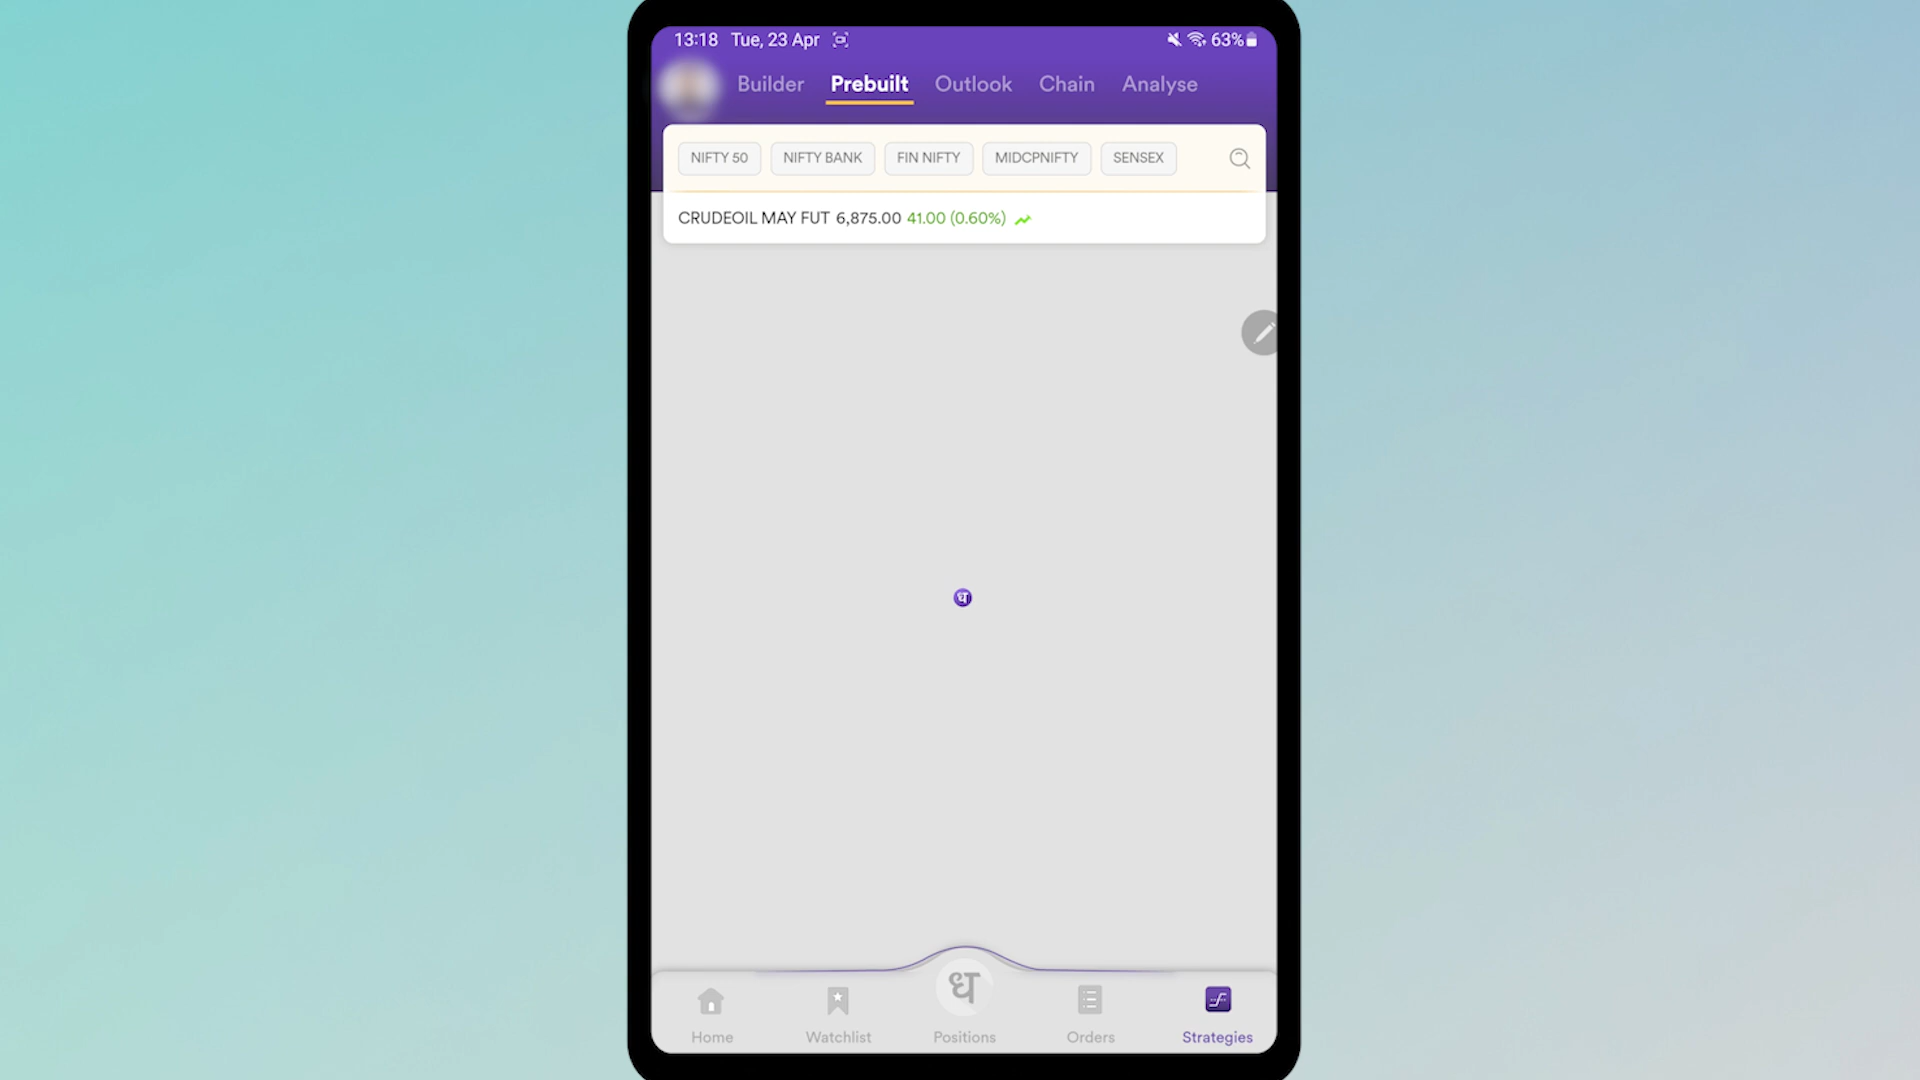 13:18 Tue, 23 Apr 63%
Builder Prebuilt Outlook Chain Analyse
NIFTY 50 NIFTY BANK FIN NIFTY MIDCPNIFTY SENSEX
CRUDEOIL MAY FUT 6,875.00 41.00 (0.60%)
ध
ध
Home Watchlist Positions Orders Strategies